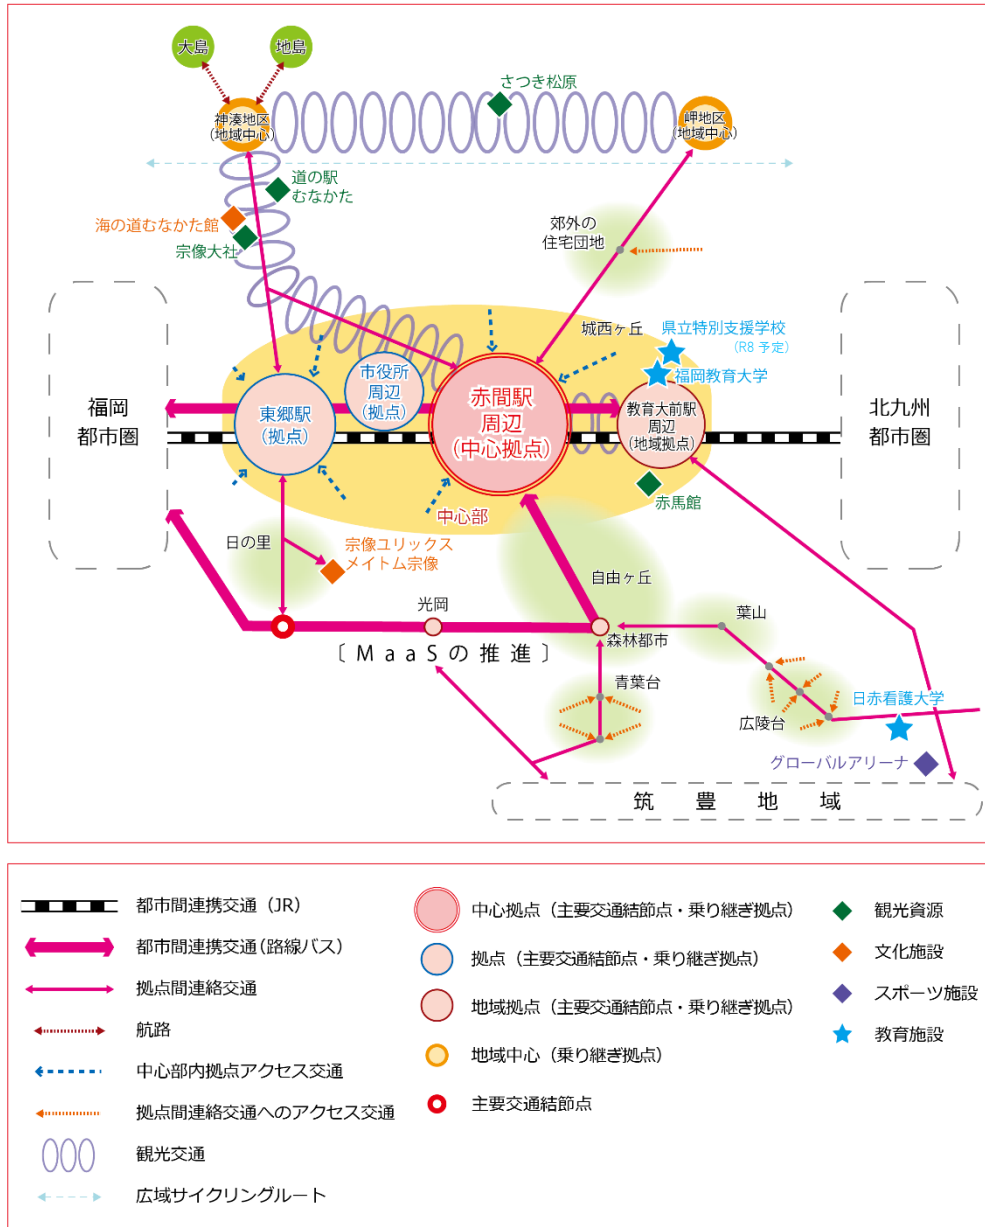 大島
地島
さつき松原
神湊地区
(地域中心)
岬地区
(地域中心)
道の駅
むなかた
海の道むなかた館
宗像大社
郊外の
住宅団地
城西ヶ丘
県立特別支援学校
(R8 予定)
福岡教育大学
福岡
都市圏
東郷駅
(拠点)
市役所
周辺
(拠点)
赤間駅
周辺
(中心拠点)
教育大前駅
周辺
(地域拠点)
北九州
都市圏
赤馬館
中心部
日の里
宗像ユリックス
メイトム宗像
自由ヶ丘
光岡
森林都市
葉山
〔 MaaSの推進 〕
青葉台
広陵台
日赤看護大学
グローバルアリーナ
筑豊地域
都市間連携交通（JR）
都市間連携交通（路線バス）
拠点間連絡交通
航路
中心部内拠点アクセス交通
拠点間連絡交通へのアクセス交通
観光交通
広域サイクリングルート
中心拠点（主要交通結節点・乗り継ぎ拠点）
拠点（主要交通結節点・乗り継ぎ拠点）
地域拠点（主要交通結節点・乗り継ぎ拠点）
地域中心（乗り継ぎ拠点）
主要交通結節点
観光資源
文化施設
スポーツ施設
教育施設